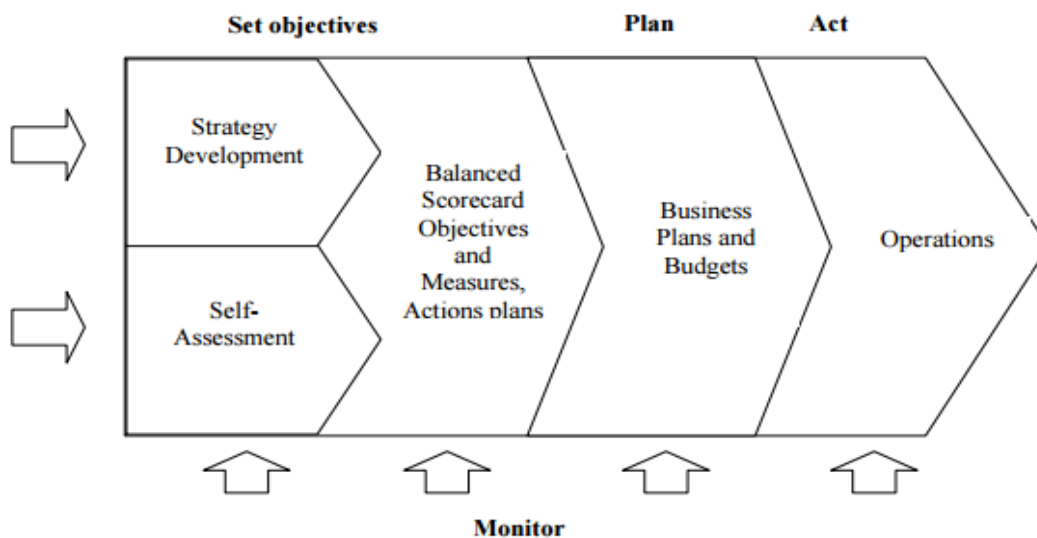 Set objectives
Plan
Act
Strategy
Development
Balanced
Scorecard
Objectives
and
Measures,
Actions plans
Business
Plans and
Budgets
Operations
Self-
Assessment
Monitor